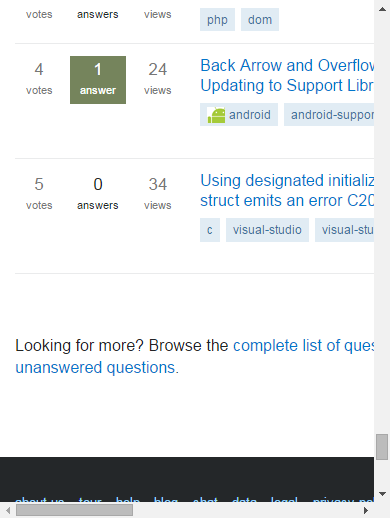 votes answers views
php dom
4 1 24 Back Arrow and Overflow
votes answer views Updating to Support Libr
android android-suppor
5 0 34 Using designated initializ
votes answers views struct emits an error C20
c visual-studio visual-stu
Looking for more? Browse the complete list of ques
unanswered questions.
about us tour help blog chat data legal privacy po